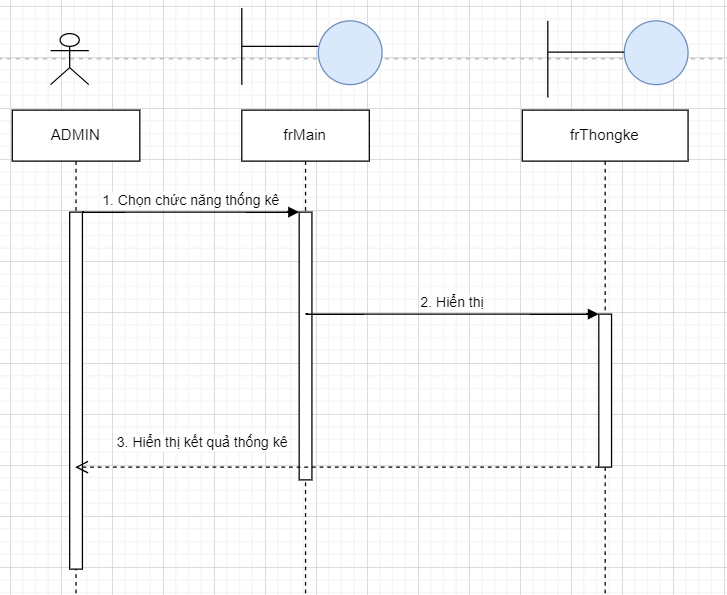 ADMIN
frMain
frThongke
1. Chọn chức năng thống kê
2. Hiển thị
3. Hiển thị kết quả thống kê